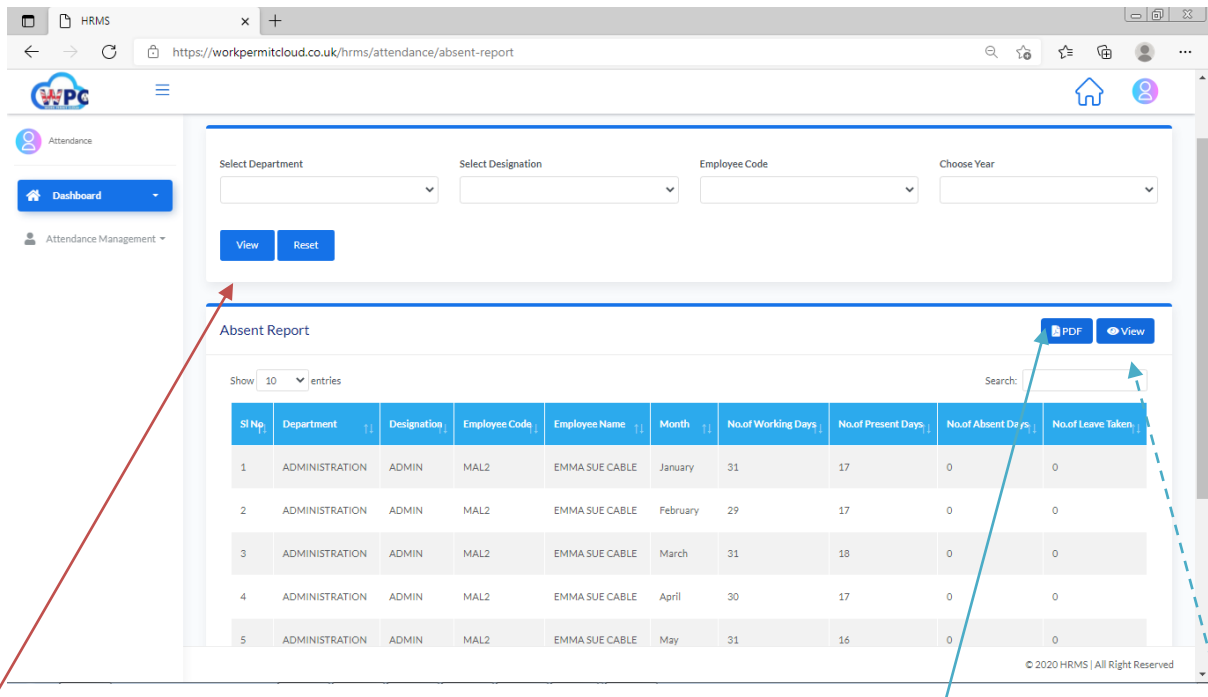 HRMS
https://workpermitcloud.co.uk/hrms/attendance/absent-report
WPC
Attendance
Dashboard
Attendance Management
Select Department Select Designation Employee Code Choose Year
View Reset
Absent Report PDF View
Show 10 entries Search:
Sl No. Department Designation Employee Code Employee Name Month No.of Working Days No.of Present Days No.of Absent Days No.of Leave Taken
1 ADMINISTRATION ADMIN MAL2 EMMA SUE CABLE January 31 17 0 0
2 ADMINISTRATION ADMIN MAL2 EMMA SUE CABLE February 29 17 0 0
3 ADMINISTRATION ADMIN MAL2 EMMA SUE CABLE March 31 18 0 0
4 ADMINISTRATION ADMIN MAL2 EMMA SUE CABLE April 30 17 0 0
5 ADMINISTRATION ADMIN MAL2 EMMA SUE CABLE May 31 16 0 0
© 2020 HRMS | All Right Reserved